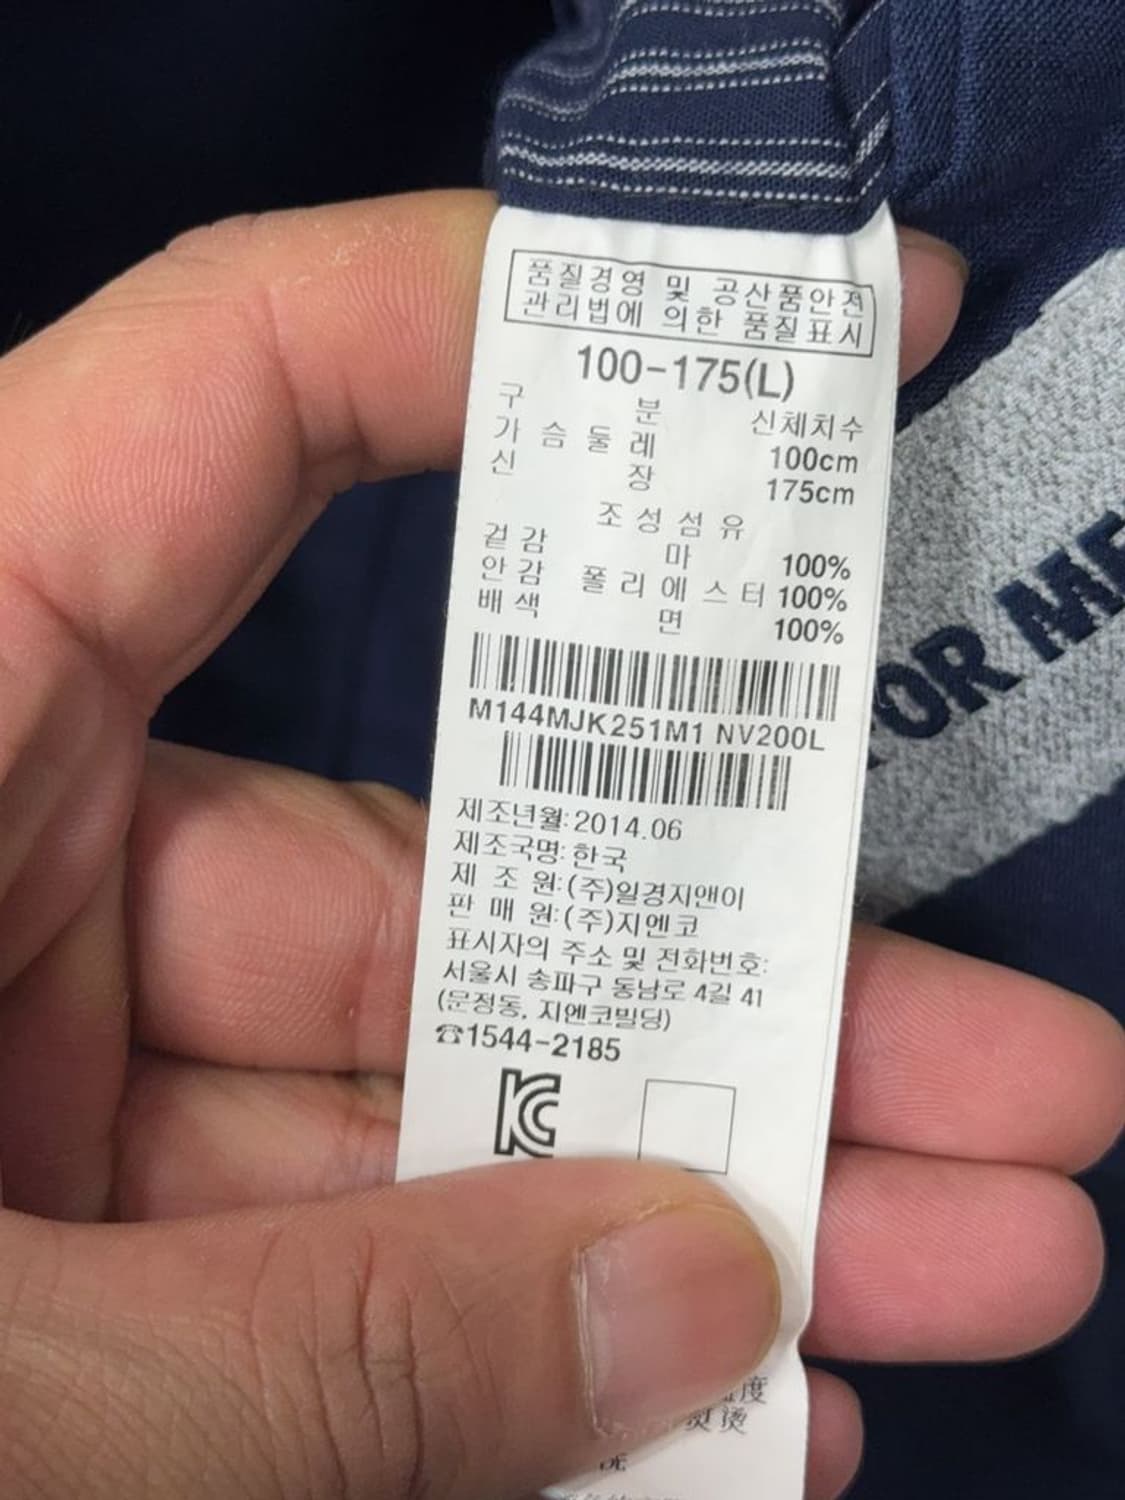 품질경영 및 공산품안전
관리법에 의한 품질표시
100-175(L)
구 분 신체치수
가 슴 둘 레 100cm
신 장 175cm
조 성 섬 유
겉 감 마 100%
안 감 폴 리 에 스 터 100%
배 색 면 100%
M144MJK251M1 NV200L
제조년월:2014.06
제조국명:한국
제 조 원:(주)일경지앤이
판 매 원:(주)지엔코
표시자의 주소 및 전화번호:
서울시 송파구 동남로 4길 41
(문정동, 지엔코빌딩)
☎1544-2185
KC
OR ME
度
熨 烫